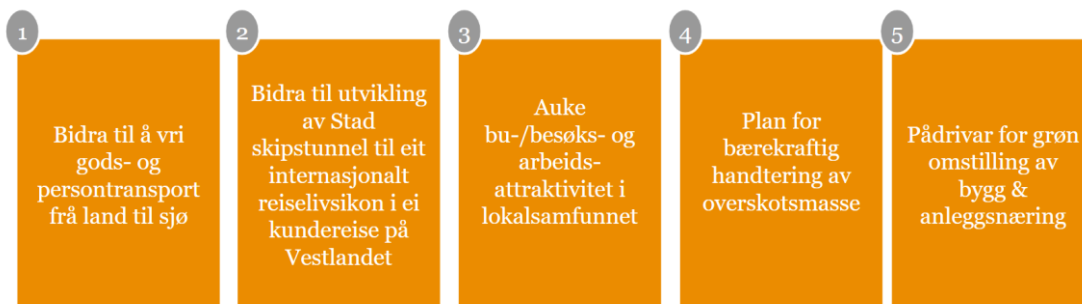 1
Bidra til å vri
gods- og
persontransport
frå land til sjø
2
Bidra til utvikling
av Stad
skipstunnel til eit
internasjonalt
reiselivsikon i ei
kundereise på
Vestlandet
3
Auke
bu-/besøks- og
arbeids-
attraktivitet i
lokalsamfunnet
4
Plan for
bærekraftig
handtering av
overskotsmasse
5
Pådrivar for grøn
omstilling av
bygg &
anleggsnæring